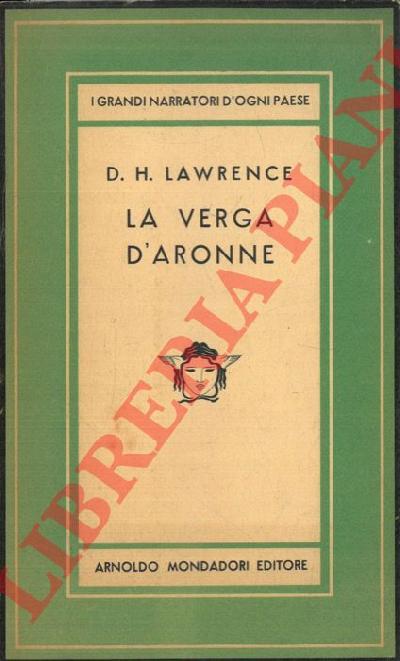 I GRANDI NARRATORI D'OGNI PAESE
D. H. LAWRENCE
LA VERGA
D'ARONNE
ARNOLDO MONDADORI EDITORE
LIBRERIA PIANI